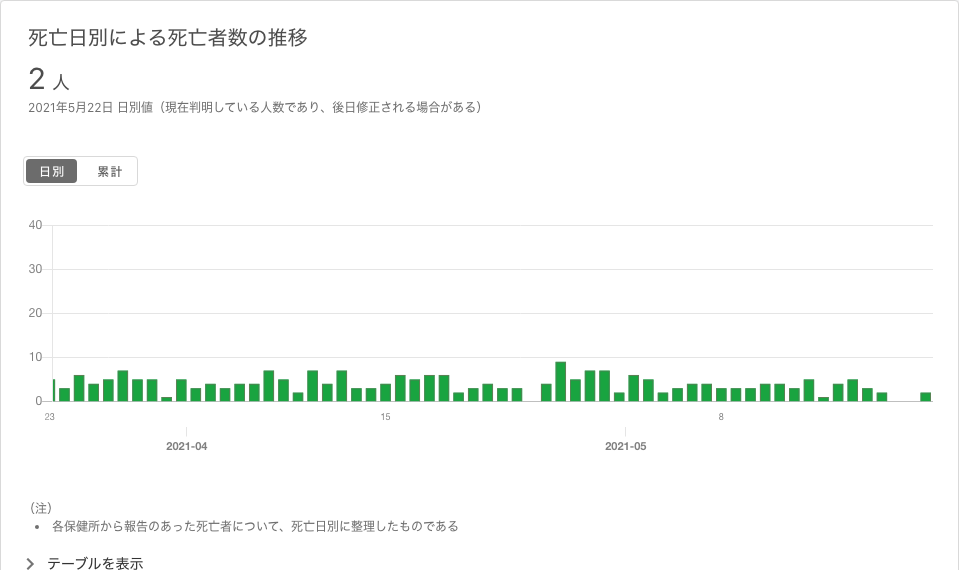 死亡日別による死亡者数の推移
2 人
2021年5月22日 日別値（現在判明している人数であり、後日修正される場合がある）
日別 累計
40
30
20
10
0
23 15 8
2021-04 2021-05
（注）
• 各保健所から報告のあった死亡者について、死亡日別に整理したものである
テーブルを表示